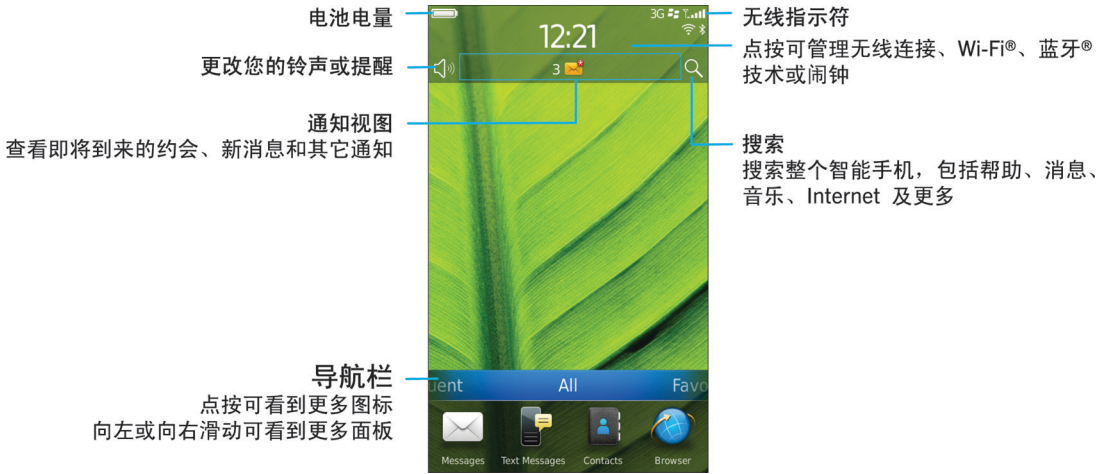 电池电量
更改您的铃声或提醒
通知视图
查看即将到来的约会、新消息和其它通知
导航栏
点按可看到更多图标
向左或向右滑动可看到更多面板
3G
12:21
3
uent All Favo
Messages Text Messages Contacts Browser
无线指示符
点按可管理无线连接、Wi-Fi®、蓝牙®
技术或闹钟
搜索
搜索整个智能手机，包括帮助、消息、
音乐、Internet 及更多